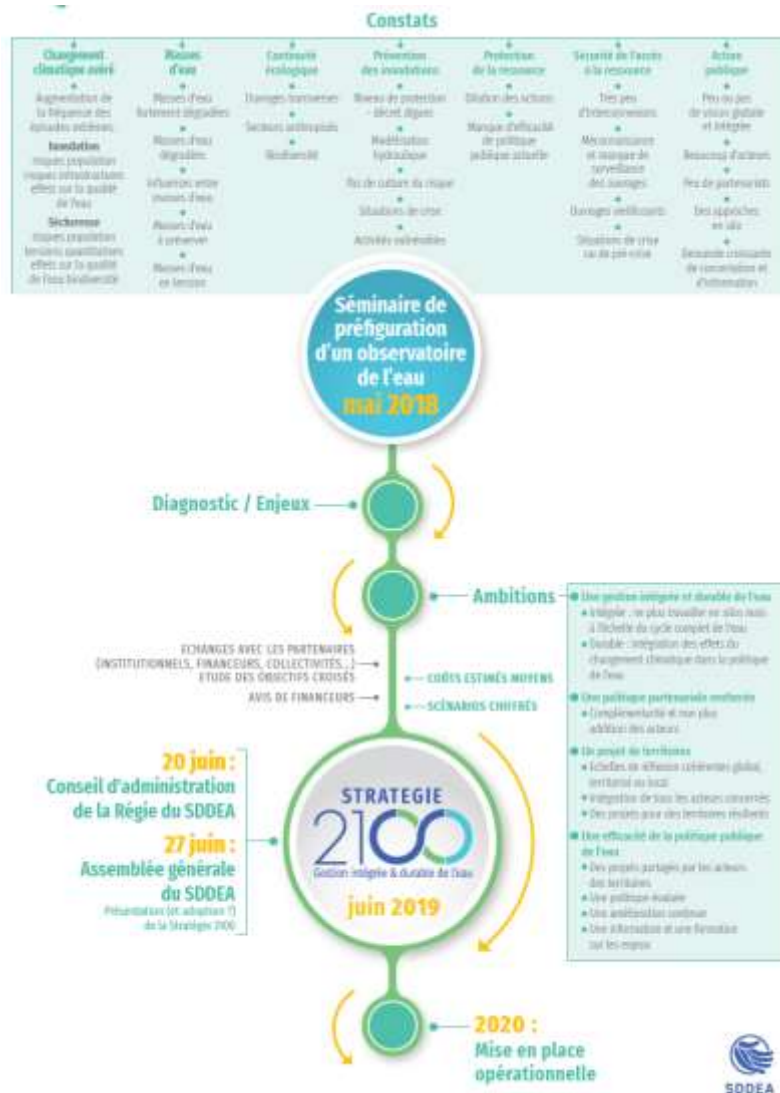 Constats
Changement
climatique avéré
Augmentation de
la fréquence des
épisodes extrêmes
Inondation
risques population
risques infrastructures
effets sur la qualité
de l'eau
Sécheresse
risques population
tensions quantitatives
effets sur la qualité
de l'eau biodiversité
Masses
d'eau
Masses d'eau
fortement dégradées
Masses d'eau
dégradées
Influences entre
masses d'eau
Masses d'eau
à préserver
Masses d'eau
en tension
Continuité
écologique
Ouvrages transverses
Secteurs anthropisés
Biodiversité
Prévention
des inondations
Niveau de protection
- décret digues
Modélisation
hydraulique
Pas de culture du risque
Situations de crise
Activités vulnérables
Protection
de la ressource
Dilution des actions
Manque d'efficacité
de politique
publique actuelle
Sécurité de l'accès
à la ressource
Très peu
d'interconnexions
Méconnaissance
et manque de
surveillance
des ouvrages
Ouvrages vieillissants
Situations de crise
ou de pré-crise
Action
publique
Peu ou pas
de vision globale
et intégrée
Beaucoup d'acteurs
Peu de partenariats
Des approches
en silo
Demande croissante
de concertation et
d'information
Séminaire de
préfiguration
d'un observatoire
de l'eau
mai 2018
Diagnostic / Enjeux
Ambitions
Une gestion intégrée et durable de l'eau
Intégrée : ne plus travailler en silos mais
à l'échelle du cycle complet de l'eau
Durable : intégration des effets du
changement climatique dans la politique
de l'eau
Une politique partenariale renforcée
Complémentarité et non plus
addition des acteurs
Un projet de territoires
Echelles de réflexion cohérentes global,
territorial ou local
Intégration de tous les acteurs concernés
Des projets pour des territoires résilients
Une efficacité de la politique publique
de l'eau
Des projets partagés par les acteurs
des territoires
Une politique évaluée
Une amélioration continue
Une information et une formation
sur les enjeux
ECHANGES AVEC LES PARTENAIRES
(INSTITUTIONNELS, FINANCEURS, COLLECTIVITÉS...)
ETUDE DES OBJECTIFS CROISÉS
AVIS DE FINANCEURS
COÛTS ESTIMÉS MOYENS
SCÉNARIOS CHIFFRÉS
20 juin :
Conseil d'administration
de la Régie du SDDEA
27 juin :
Assemblée générale
du SDDEA
Présentation (et adoption ?)
de la Stratégie 2100
STRATEGIE
2100
Gestion intégrée & durable de l'eau
juin 2019
2020 :
Mise en place
opérationnelle
SDDEA